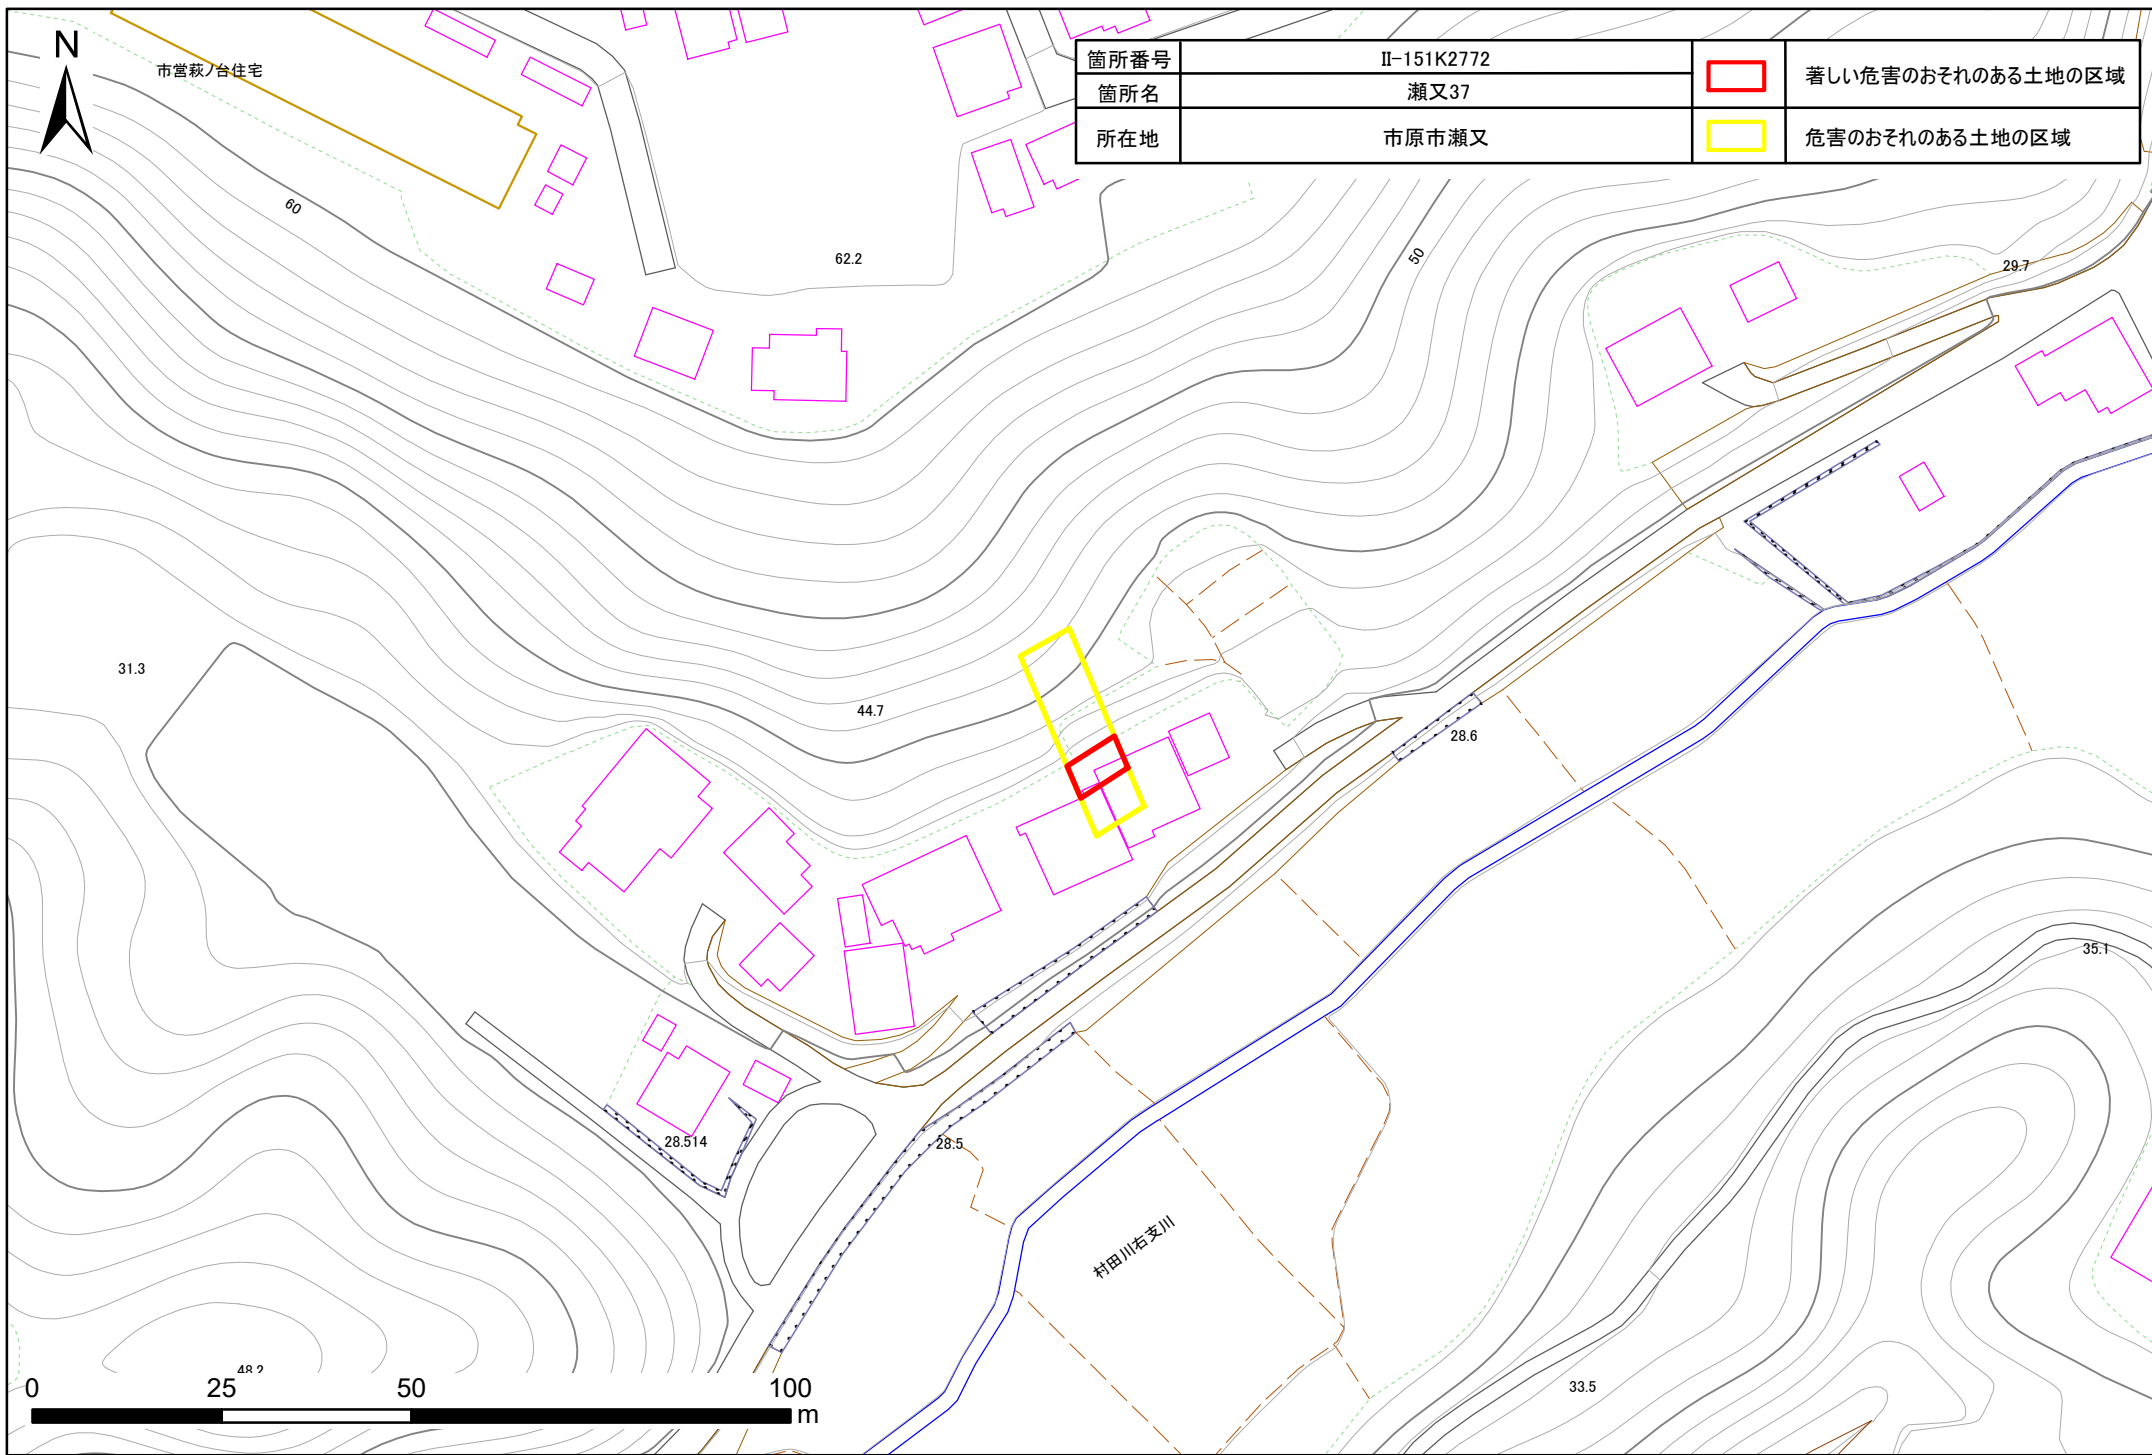 N
市営萩ノ台住宅
箇所番号 II-151K2772 著しい危害のおそれのある土地の区域
箇所名 瀬又37
所在地 市原市瀬又 危害のおそれのある土地の区域
60
62.2
50
29.7
31.3
44.7
28.6
35.1
28.514
28.5
村田川右支川
48.2
33.5
0 25 50 100
m